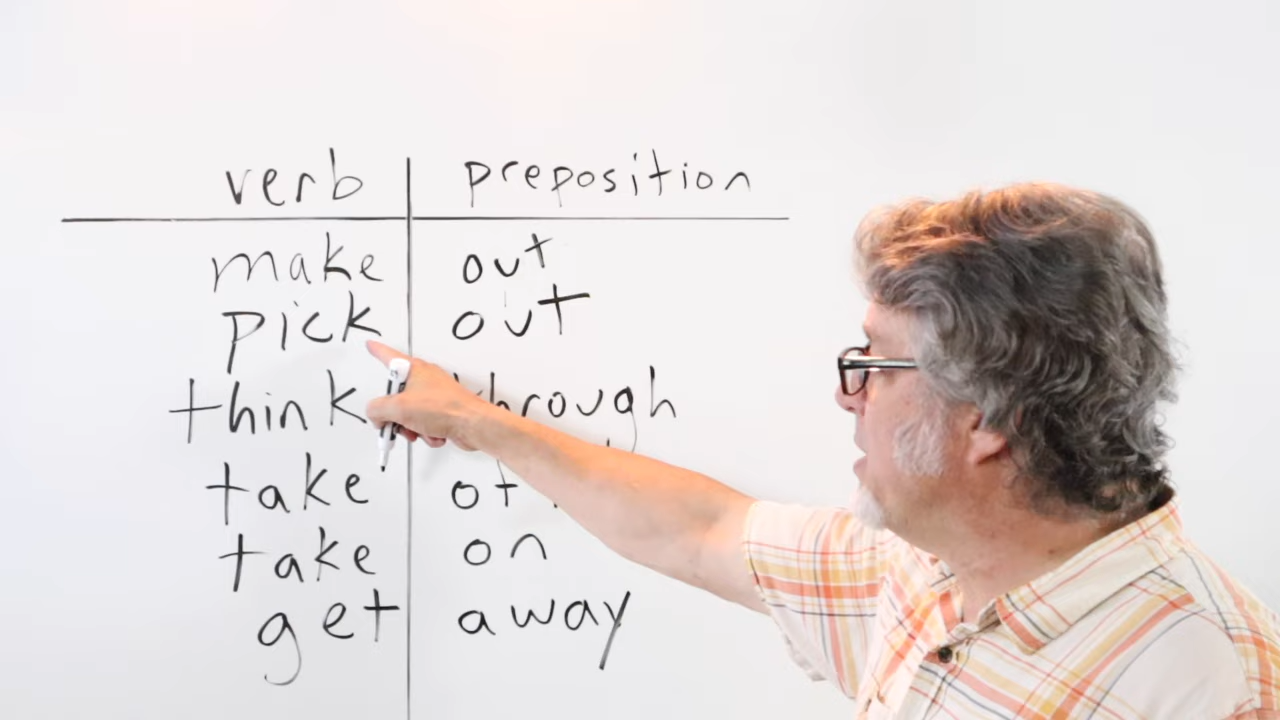 verb preposition
make out
pick out
think through
take
take on
get away